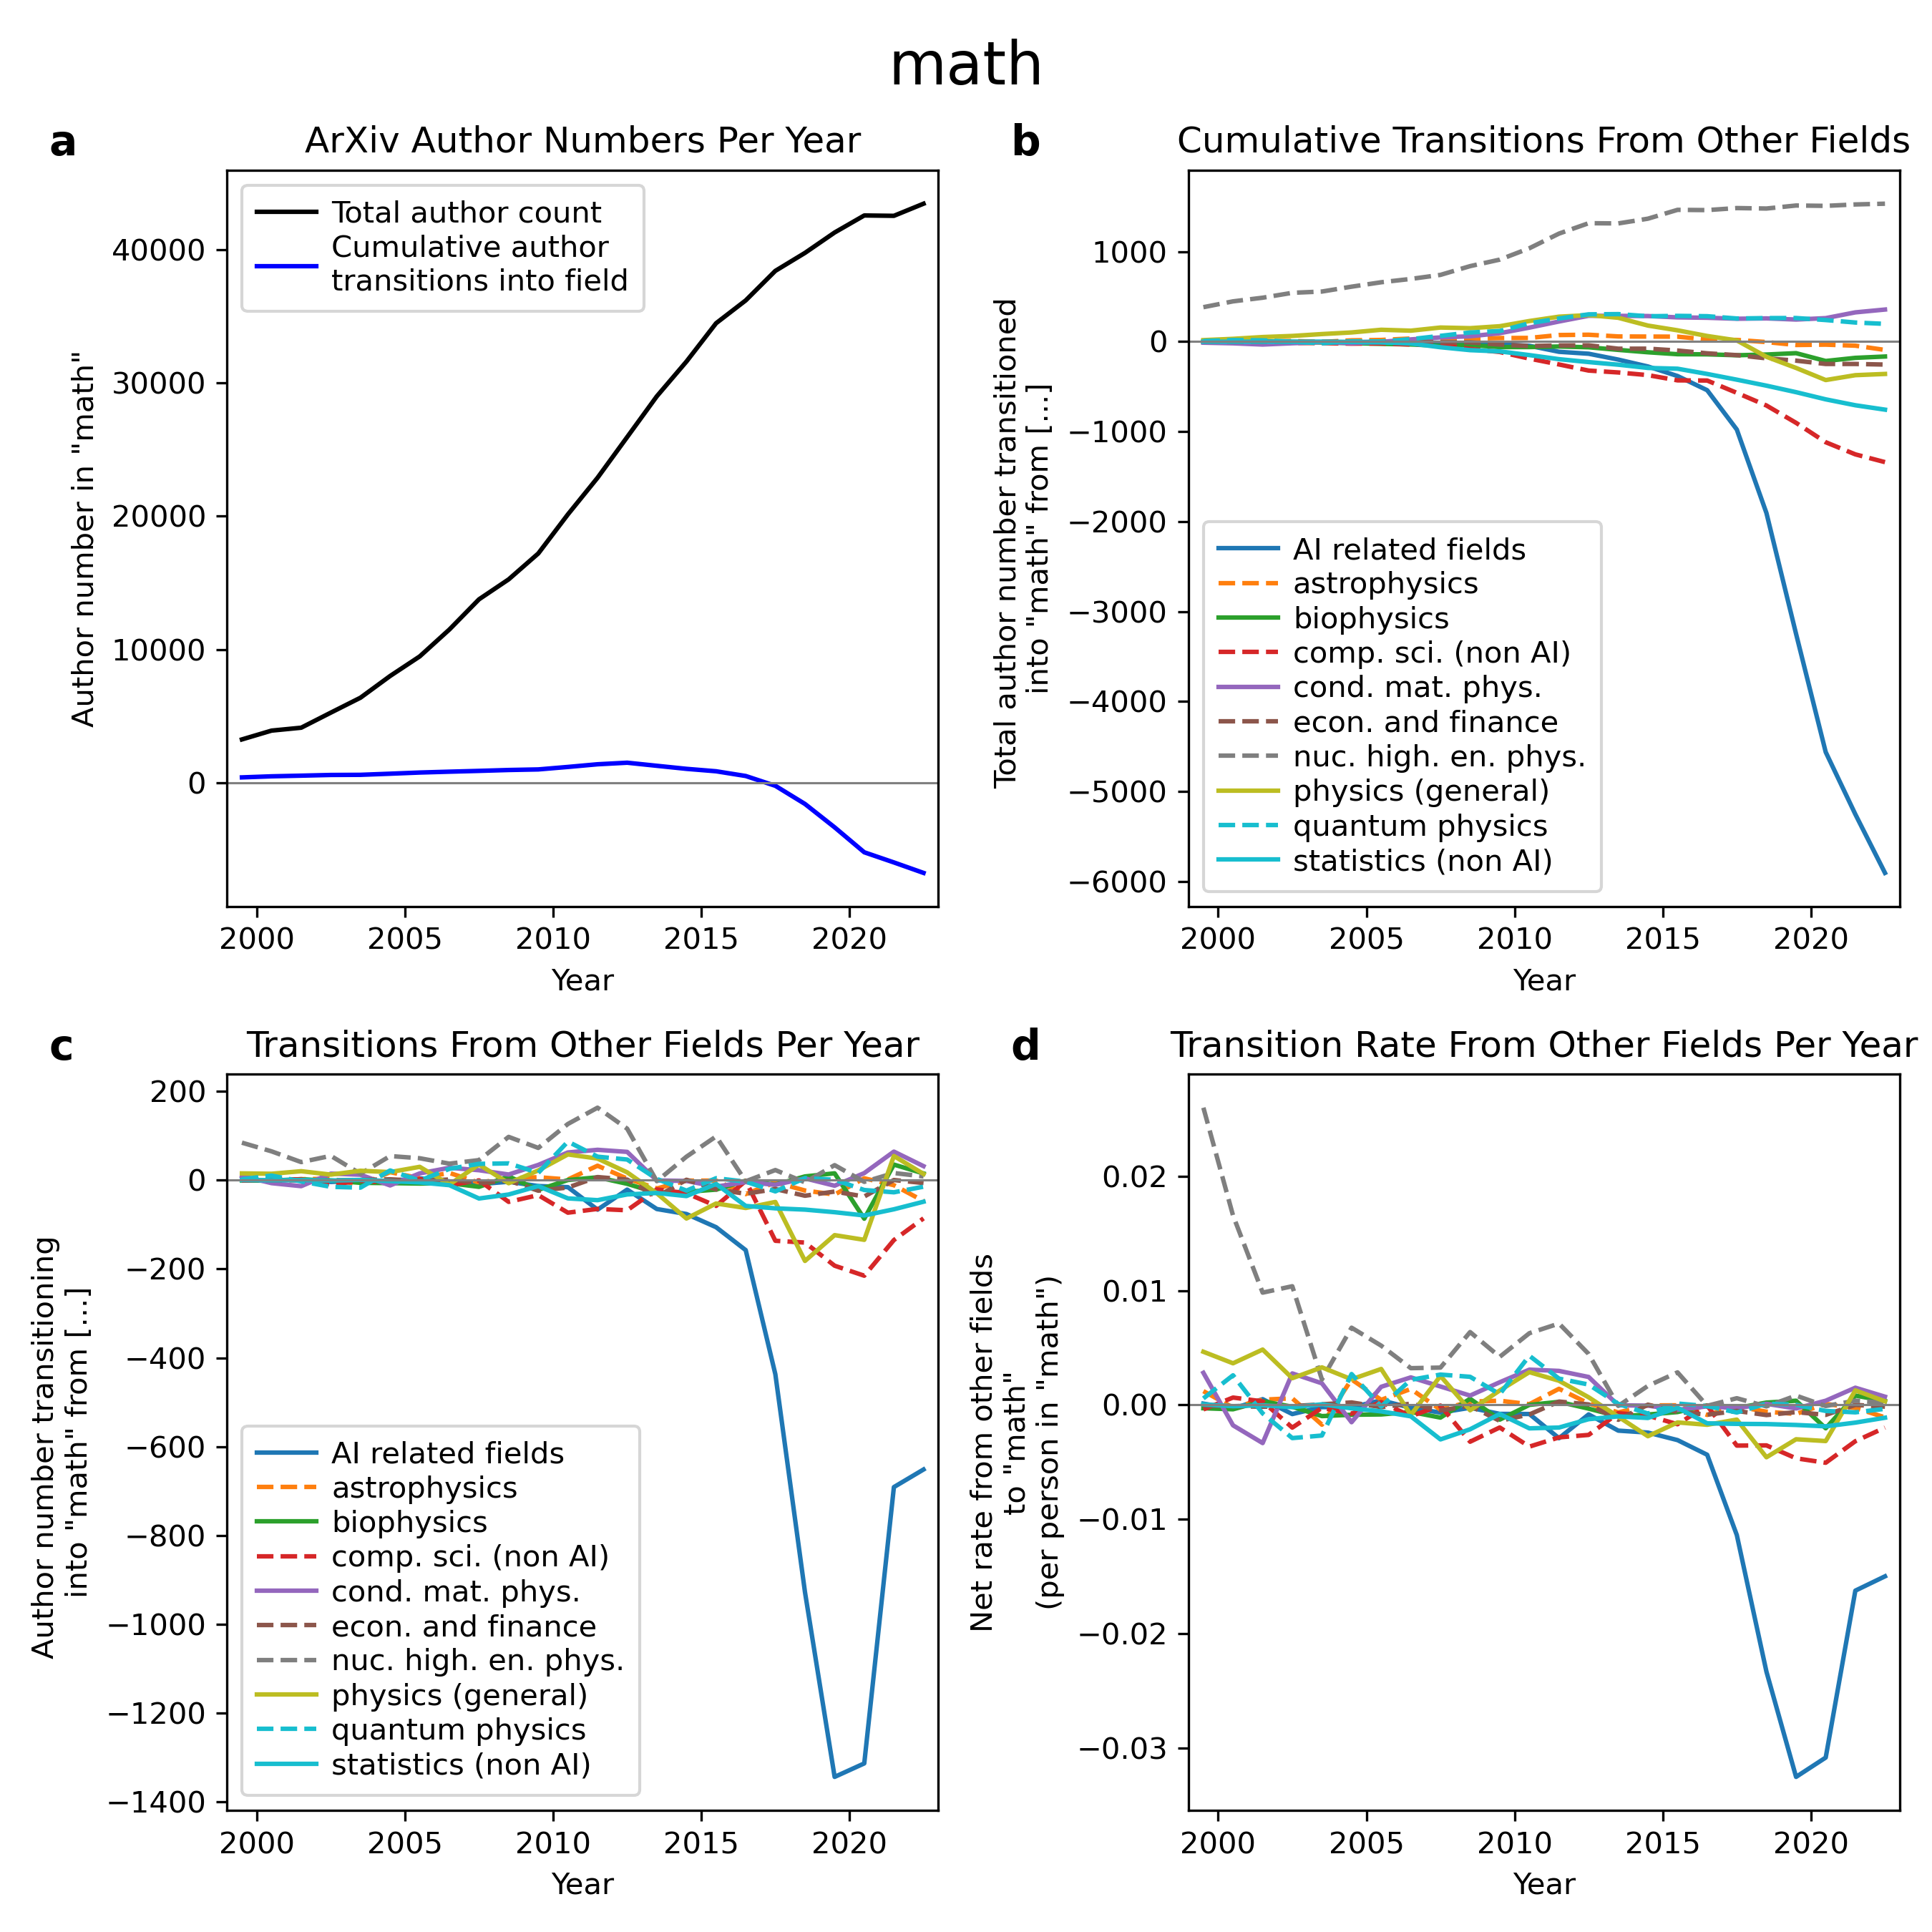 math
a
ArXiv Author Numbers Per Year
Author number in "math"
40000
30000
20000
10000
0
Total author count
Cumulative author
transitions into field
2000
2005
2010
2015
2020
Year
b
Cumulative Transitions From Other Fields
Total author number transitioned
into "math" from [...]
1000
0
−1000
−2000
−3000
−4000
−5000
−6000
AI related fields
astrophysics
biophysics
comp. sci. (non AI)
cond. mat. phys.
econ. and finance
nuc. high. en. phys.
physics (general)
quantum physics
statistics (non AI)
2000
2005
2010
2015
2020
Year
c
Transitions From Other Fields Per Year
Author number transitioning
into "math" from [...]
200
0
−200
−400
−600
−800
−1000
−1200
−1400
AI related fields
astrophysics
biophysics
comp. sci. (non AI)
cond. mat. phys.
econ. and finance
nuc. high. en. phys.
physics (general)
quantum physics
statistics (non AI)
2000
2005
2010
2015
2020
Year
d
Transition Rate From Other Fields Per Year
Net rate from other fields
to "math"
(per person in "math")
0.02
0.01
0.00
−0.01
−0.02
−0.03
2000
2005
2010
2015
2020
Year